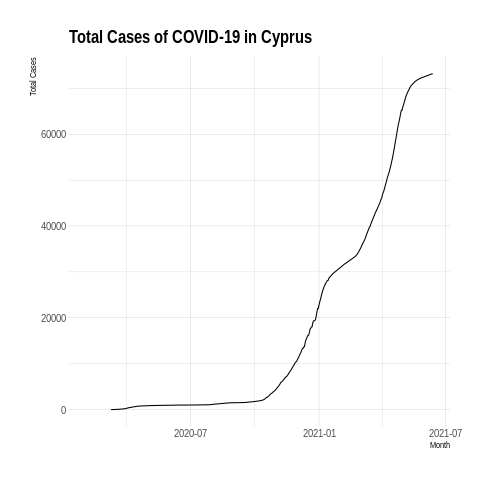 Total Cases of COVID-19 in Cyprus
Total Cases
60000
40000
20000
0
2020-07
2021-01
2021-07
Month